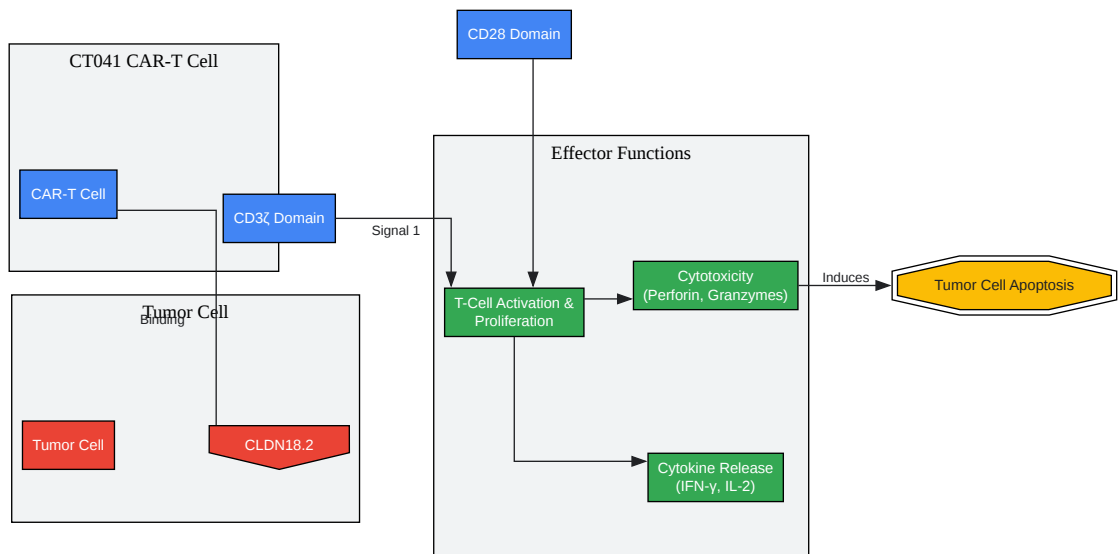 CD28 Domain
CT041 CAR-T Cell
Effector Functions
CAR-T Cell
CD3ζ Domain
Signal 1
Cytotoxicity
(Perforin, Granzymes)
Induces
Tumor Cell Apoptosis
T-Cell Activation &
Proliferation
Tumor Cell
Binding
Tumor Cell
CLDN18.2
Cytokine Release
(IFN-γ, IL-2)